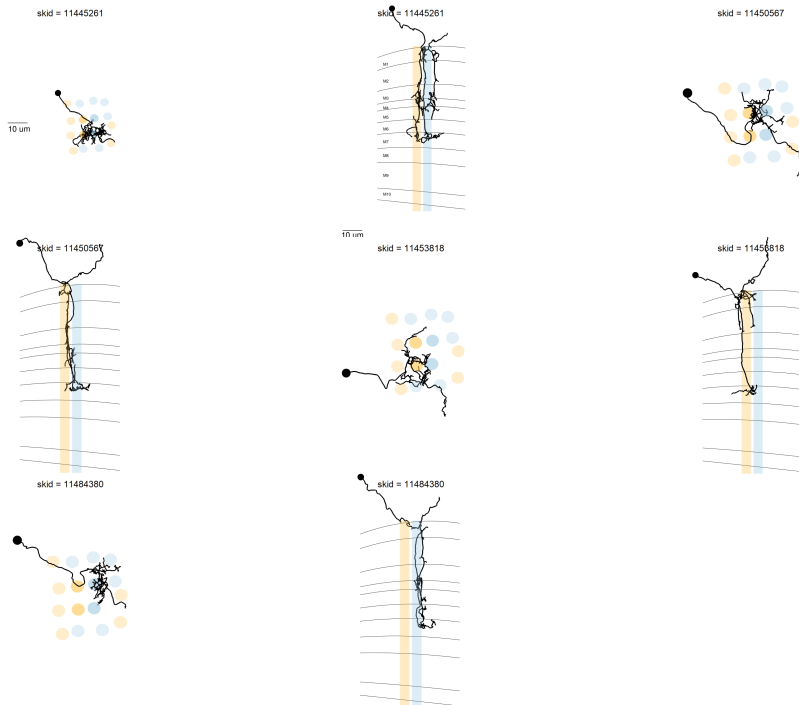 skid = 11445261
skid = 11445261
skid = 11450567
10 um
M1
M2
M3
M4
M5
M6
M7
M8
M9
M10
10 um
skid = 11450567
skid = 11453818
skid = 11453818
skid = 11484380
skid = 11484380